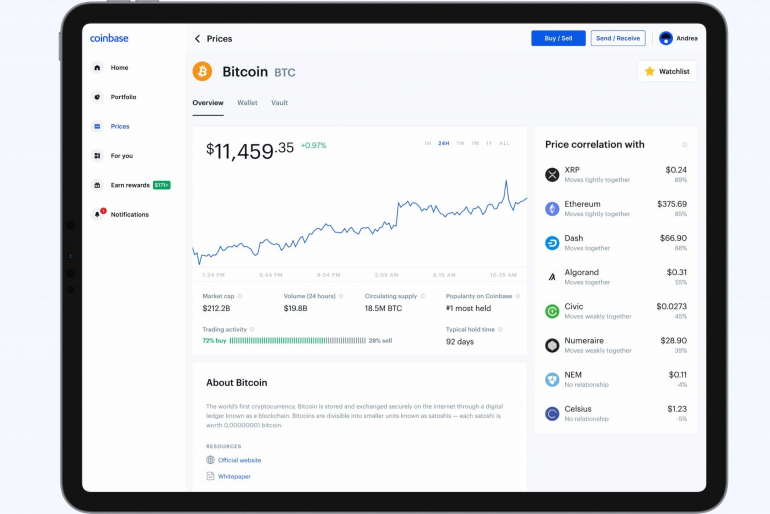 coinbase
Home
Portfolio
Prices
For you
Earn rewards $171+
1
Notifications
Prices
Buy / Sell
Send / Receive
Andrea
Bitcoin BTC
Watchlist
Overview
Wallet
Vault
$11,459.35 +0.97%
1H 24H 1W 1M 1Y ALL
1:24 PM
5:44 PM
9:54 PM
2:05 AM
6:15 AM
10:25 AM
Market cap
$212.2B
Volume (24 hours)
$19.8B
Circulating supply
18.5M BTC
Popularity on Coinbase
#1 most held
Trading activity
72% buy
28% sell
Typical hold time
92 days
About Bitcoin
The world's first cryptocurrency, Bitcoin is stored and exchanged securely on the internet through a digital
ledger known as a blockchain. Bitcoins are divisible into smaller units known as satoshis — each satoshi is
worth 0.00000001 bitcoin.
RESOURCES
Official website
Whitepaper
Price correlation with
XRP $0.24
Moves tightly together 89%
Ethereum $375.69
Moves tightly together 85%
Dash $66.90
Moves together 68%
Algorand $0.31
Moves together 55%
Civic $0.0273
Moves weakly together 45%
Numeraire $28.90
Moves weakly together 39%
NEM $0.11
No relationship -4%
Celsius $1.23
No relationship -5%